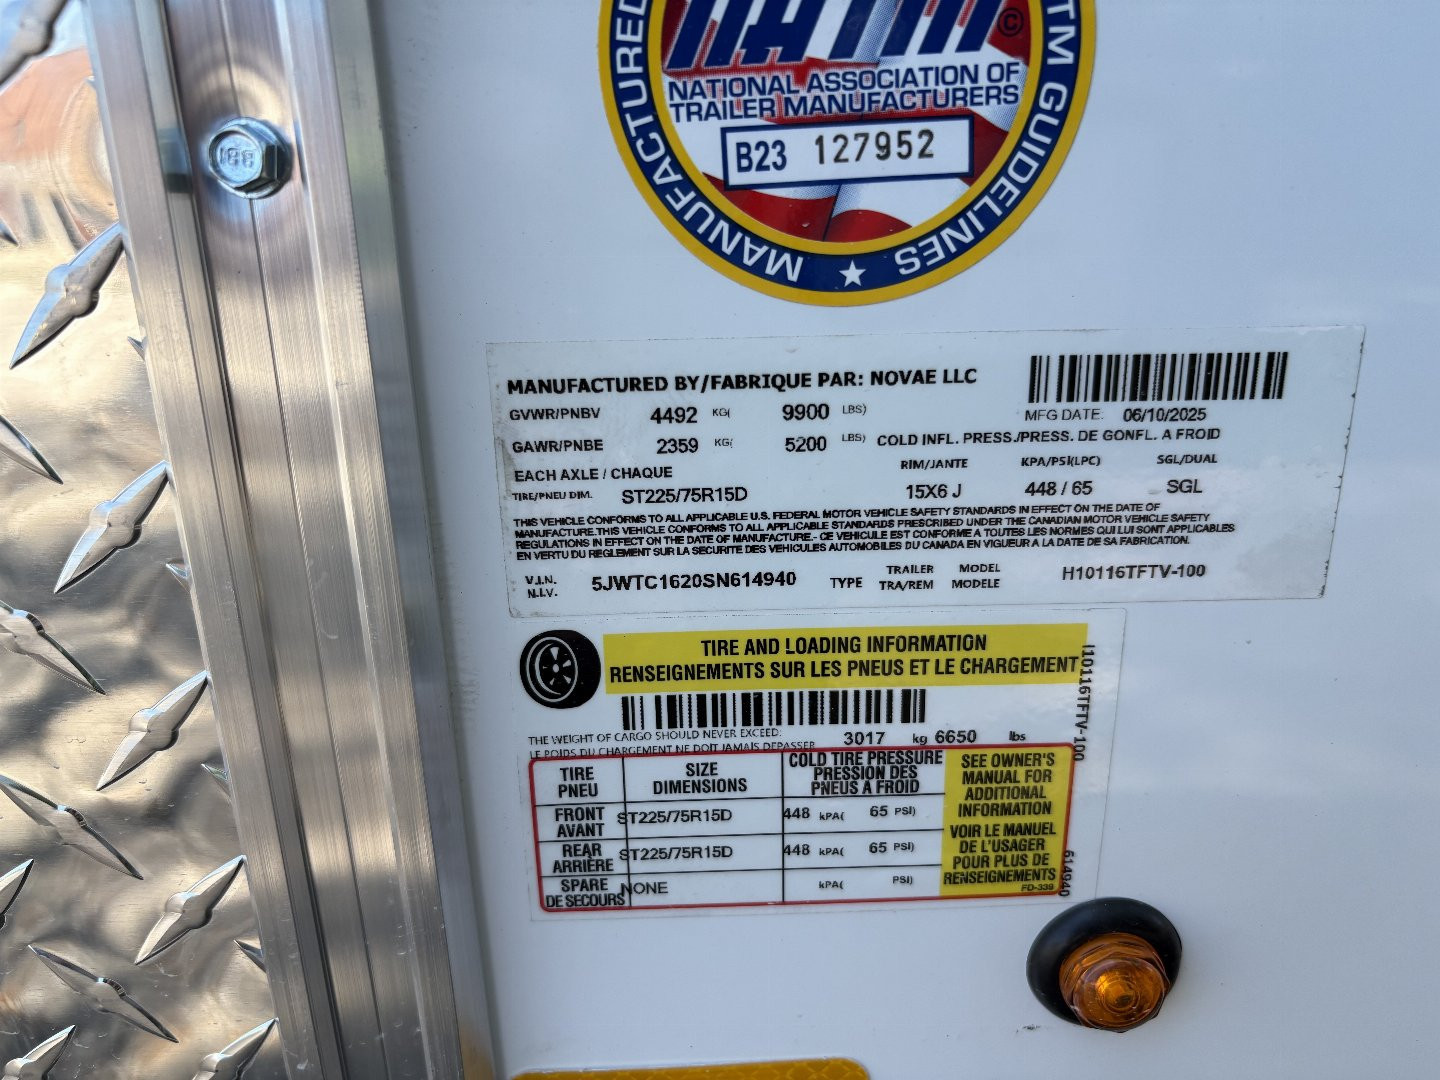 MANUFACTURED
TM GUIDELINES
NATM ©
NATIONAL ASSOCIATION OF
TRAILER MANUFACTURERS
B23 127952
MANUFACTURED BY/FABRIQUE PAR: NOVAE LLC
GVWR/PNBV 4492 KG( 9900 LBS)
MFG DATE: 06/10/2025
GAWR/PNBE 2359 KG( 5200 LBS) COLD INFL. PRESS./PRESS. DE GONFL. A FROID
EACH AXLE / CHAQUE RIM/JANTE KPA/PSI(LPC) SGL/DUAL
TIRE/PNEU DIM. ST225/75R15D 15X6 J 448 / 65 SGL
THIS VEHICLE CONFORMS TO ALL APPLICABLE U.S. FEDERAL MOTOR VEHICLE SAFETY STANDARDS IN EFFECT ON THE DATE OF
MANUFACTURE.THIS VEHICLE CONFORMS TO ALL APPLICABLE STANDARDS PRESCRIBED UNDER THE CANADIAN MOTOR VEHICLE SAFETY
REGULATIONS IN EFFECT ON THE DATE OF MANUFACTURE.- CE VEHICULE EST CONFORME A TOUTES LES NORMES QUI LUI SONT APPLICABLES
EN VERTU DU REGLEMENT SUR LA SECURITE DES VEHICULES AUTOMOBILES DU CANADA EN VIGUEUR A LA DATE DE SA FABRICATION.
V.I.N. 5JWTC1620SN614940 TYPE TRAILER MODEL H10116TFTV-100
N.I.V. TRA/REM MODELE
TIRE AND LOADING INFORMATION
RENSEIGNEMENTS SUR LES PNEUS ET LE CHARGEMENT
H10116TFTV-100
THE WEIGHT OF CARGO SHOULD NEVER EXCEED:
LE POIDS DU CHARGEMENT NE DOIT JAMAIS DEPASSER 3017 kg 6650 lbs
TIRE
PNEU
SIZE
DIMENSIONS
COLD TIRE PRESSURE
PRESSION DES
PNEUS A FROID
FRONT
AVANT
ST225/75R15D 448 kPA( 65 PSI)
REAR
ARRIÈRE
ST225/75R15D 448 kPA( 65 PSI)
SPARE
DE SECOURS
NONE kPA( PSI)
SEE OWNER'S
MANUAL FOR
ADDITIONAL
INFORMATION
VOIR LE MANUEL
DE L'USAGER
POUR PLUS DE
RENSEIGNEMENTS
FD-339
614940